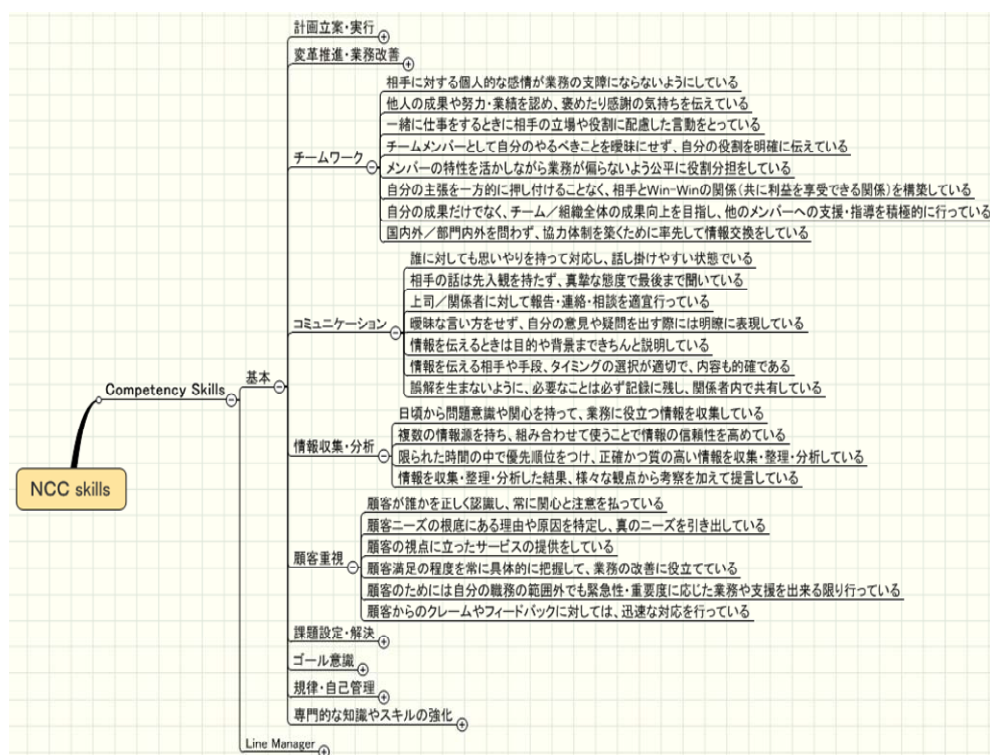 計画立案・実行
変革推進・業務改善
相手に対する個人的な感情が業務の支障にならないようにしている
他人の成果や努力・業績を認め、褒めたり感謝の気持ちを伝えている
一緒に仕事をするときに相手の立場や役割に配慮した言動をとっている
チームメンバーとして自分のやるべきことを曖昧にせず、自分の役割を明確に伝えている
チームワーク
メンバーの特性を活かしながら業務が偏らないよう公平に役割分担をしている
自分の主張を一方的に押し付けることなく、相手とWin-Winの関係(共に利益を享受できる関係)を構築している
自分の成果だけでなく、チーム/組織全体の成果向上を目指し、他のメンバーへの支援・指導を積極的に行っている
国内外/部門内外を問わず、協力体制を築くために率先して情報交換をしている
誰に対しても思いやりを持って対応し、話し掛けやすい状態でいる
相手の話は先入観を持たず、真摯な態度で最後まで聞いている
上司/関係者に対して報告・連絡・相談を適宜行っている
コミュニケーション
曖昧な言い方をせず、自分の意見や疑問を出す際には明瞭に表現している
情報を伝えるときは目的や背景まできちんと説明している
情報を伝える相手や手段、タイミングの選択が適切で、内容も的確である
誤解を生まないように、必要なことは必ず記録に残し、関係者内で共有している
基本
Competency Skills
日頃から問題意識や関心を持って、業務に役立つ情報を収集している
複数の情報源を持ち、組み合わせて使うことで情報の信頼性を高めている
情報収集・分析
限られた時間の中で優先順位をつけ、正確かつ質の高い情報を収集・整理・分析している
情報を収集・整理・分析した結果、様々な観点から考察を加えて提言している
NCC skills
顧客が誰かを正しく認識し、常に関心と注意を払っている
顧客ニーズの根底にある理由や原因を特定し、真のニーズを引き出している
顧客の視点に立ったサービスの提供をしている
顧客重視
顧客満足の程度を常に具体的に把握して、業務の改善に役立てている
顧客のためには自分の職務の範囲外でも緊急性・重要度に応じた業務や支援を出来る限り行っている
顧客からのクレームやフィードバックに対しては、迅速な対応を行っている
課題設定・解決
ゴール意識
規律・自己管理
専門的な知識やスキルの強化
Line Manager